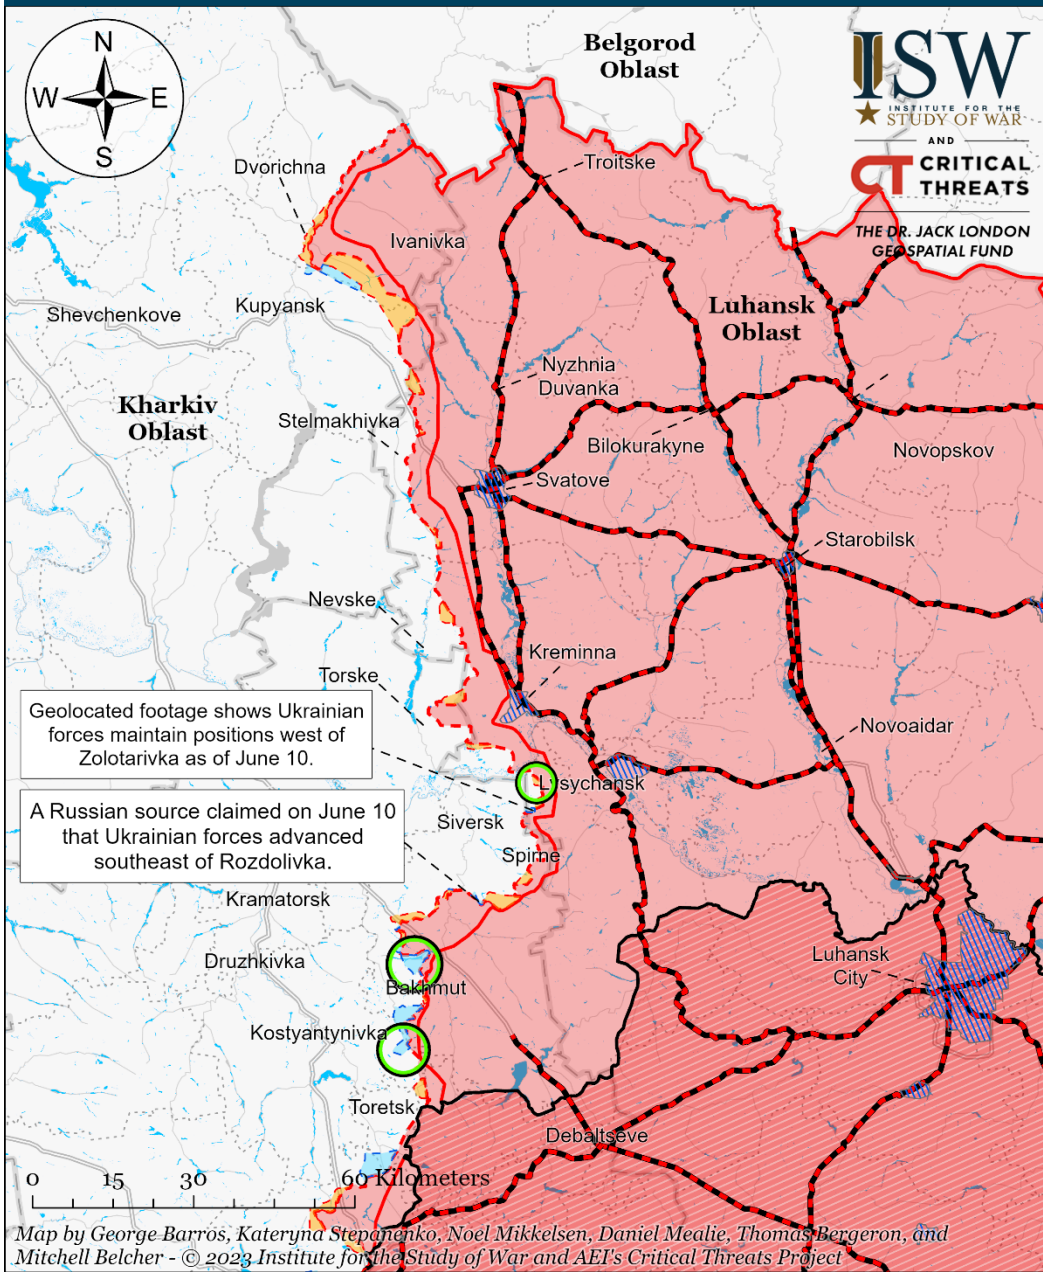 N
W
E
S
Belgorod
Oblast
ISW
INSTITUTE FOR THE
STUDY OF WAR
AND
CT CRITICAL
THREATS
THE DR. JACK LONDON
GEOSPATIAL FUND
Dvorichna
Troitske
Ivanivka
Kupyansk
Shevchenkove
Luhansk
Oblast
Nyzhnia
Duvanka
Kharkiv
Oblast
Stelmakhivka
Bilokurakyne
Novopskov
Svatove
Starobilsk
Nevske
Kreminna
Torske
Geolocated footage shows Ukrainian
forces maintain positions west of
Zolotarivka as of June 10.
Novoaidar
Lysychansk
A Russian source claimed on June 10
that Ukrainian forces advanced
southeast of Rozdolivka.
Siversk
Spirne
Kramatorsk
Druzhkivka
Luhansk
City
Bakhmut
Kostyantynivka
Toretsk
Debaltseve
0 15 30 60 Kilometers
Map by George Barros, Kateryna Stepanenko, Noel Mikkelsen, Daniel Mealie, Thomas Bergeron, and
Mitchell Belcher - © 2023 Institute for the Study of War and AEI's Critical Threats Project